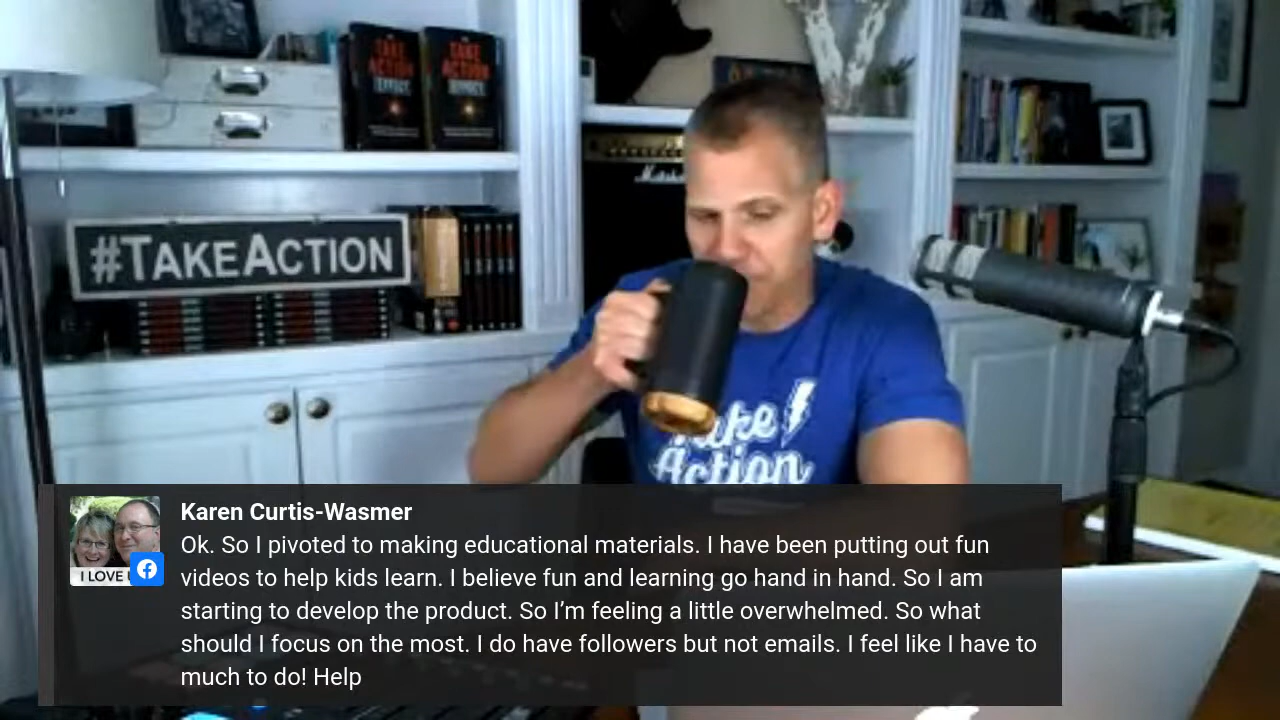 TAKE
ACTION
EFFECT
TAKE
ACTION
EFFECT
Marshall
#TAKEACTION
Take
Action
Karen Curtis-Wasmer
Ok. So I pivoted to making educational materials. I have been putting out fun
videos to help kids learn. I believe fun and learning go hand in hand. So I am
starting to develop the product. So I’m feeling a little overwhelmed. So what
should I focus on the most. I do have followers but not emails. I feel like I have to
much to do! Help
I LOVE